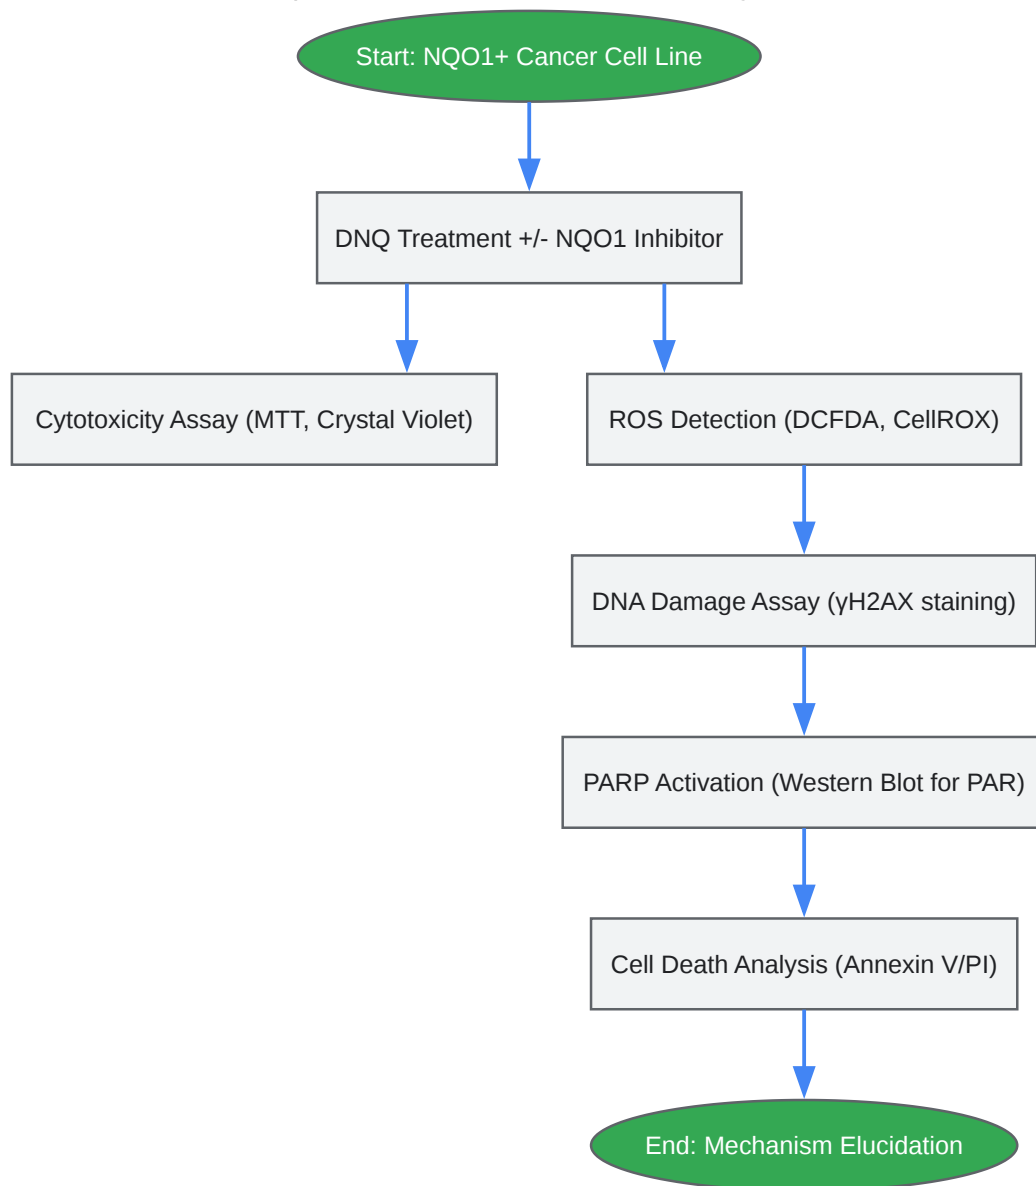 Start: NQO1+ Cancer Cell Line
DNQ Treatment +/- NQO1 Inhibitor
Cytotoxicity Assay (MTT, Crystal Violet)
ROS Detection (DCFDA, CellROX)
DNA Damage Assay (γH2AX staining)
PARP Activation (Western Blot for PAR)
Cell Death Analysis (Annexin V/PI)
End: Mechanism Elucidation